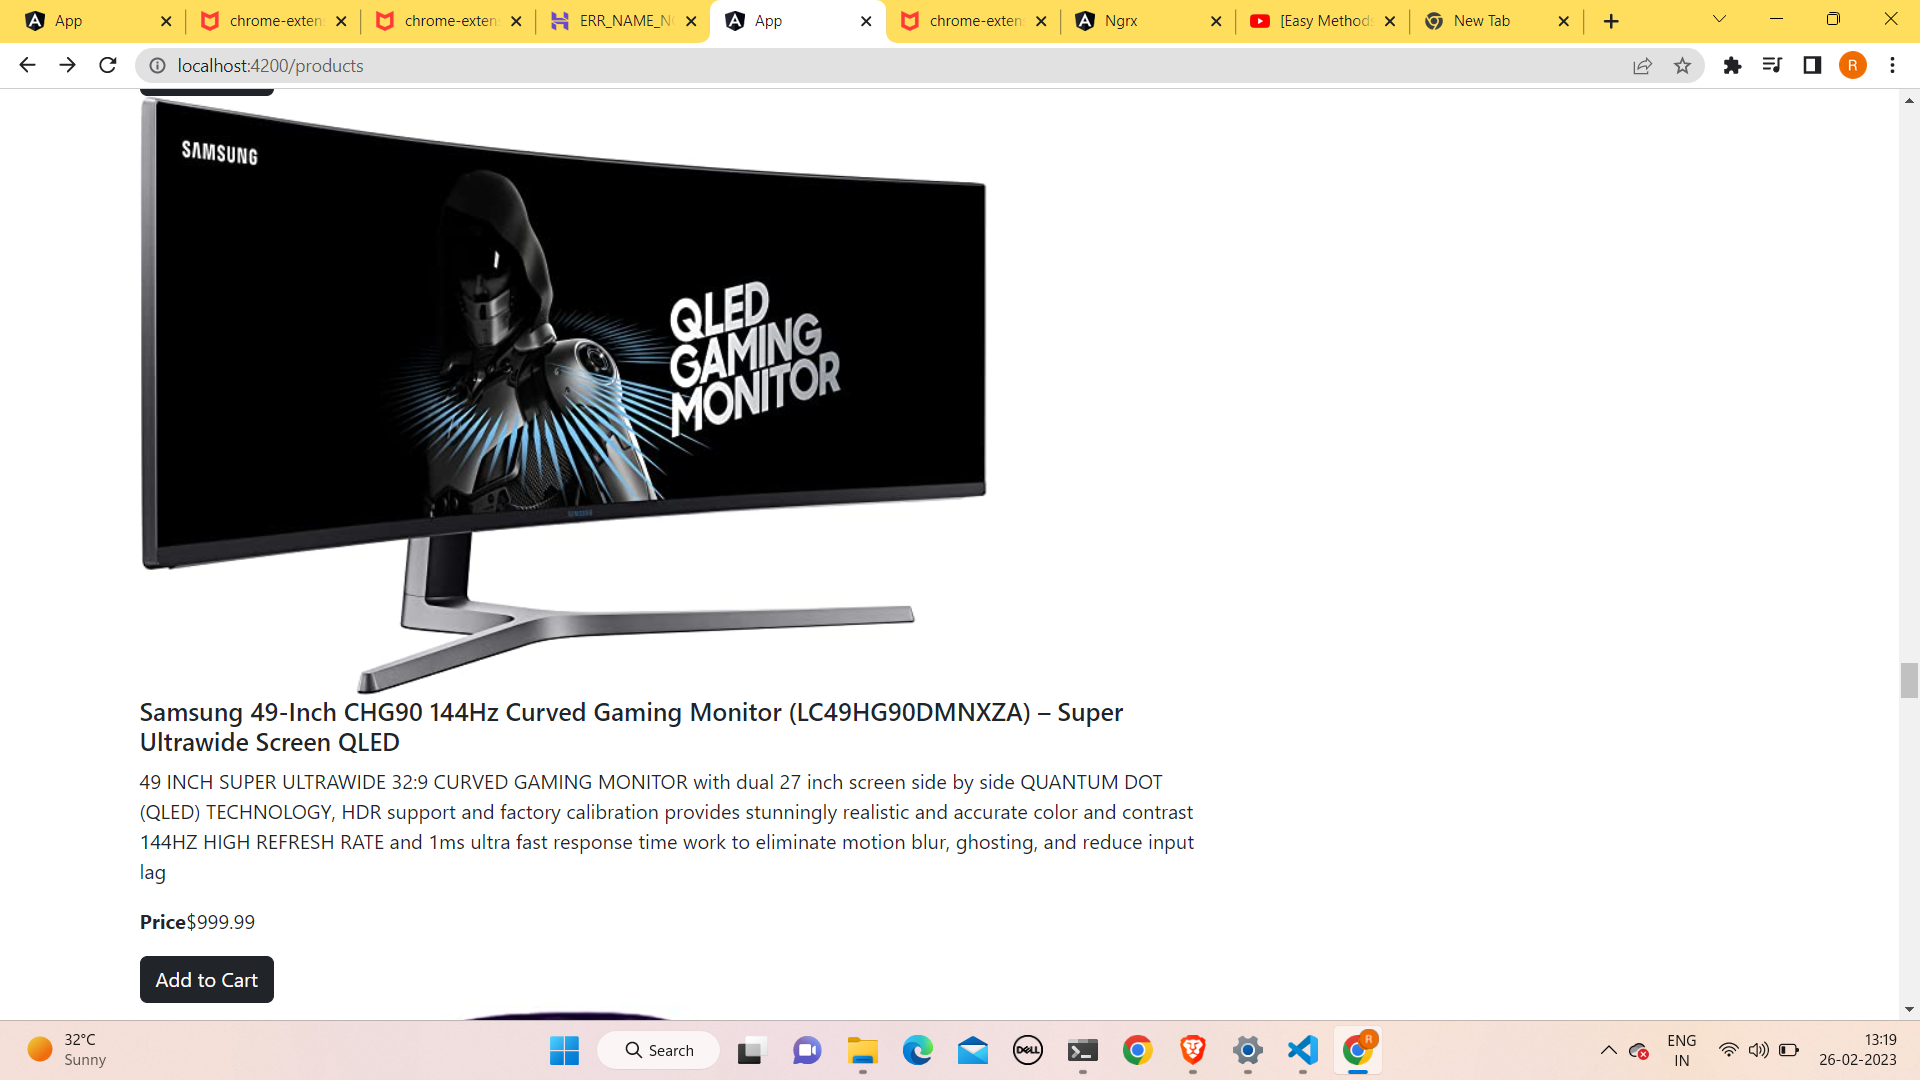 App
chrome-exten
chrome-exten
ERR_NAME_N
App
chrome-exten
Ngrx
[Easy Methods
New Tab
localhost:4200/products
R
SAMSUNG
QLED
GAMING
MONITOR
SAMSUNG
Samsung 49-Inch CHG90 144Hz Curved Gaming Monitor (LC49HG90DMNXZA) – Super
Ultrawide Screen QLED
49 INCH SUPER ULTRAWIDE 32:9 CURVED GAMING MONITOR with dual 27 inch screen side by side QUANTUM DOT
(QLED) TECHNOLOGY, HDR support and factory calibration provides stunningly realistic and accurate color and contrast
144HZ HIGH REFRESH RATE and 1ms ultra fast response time work to eliminate motion blur, ghosting, and reduce input
lag
Price$999.99
Add to Cart
32°C
Sunny
Search
DELL
R
ENG
IN
13:19
26-02-2023